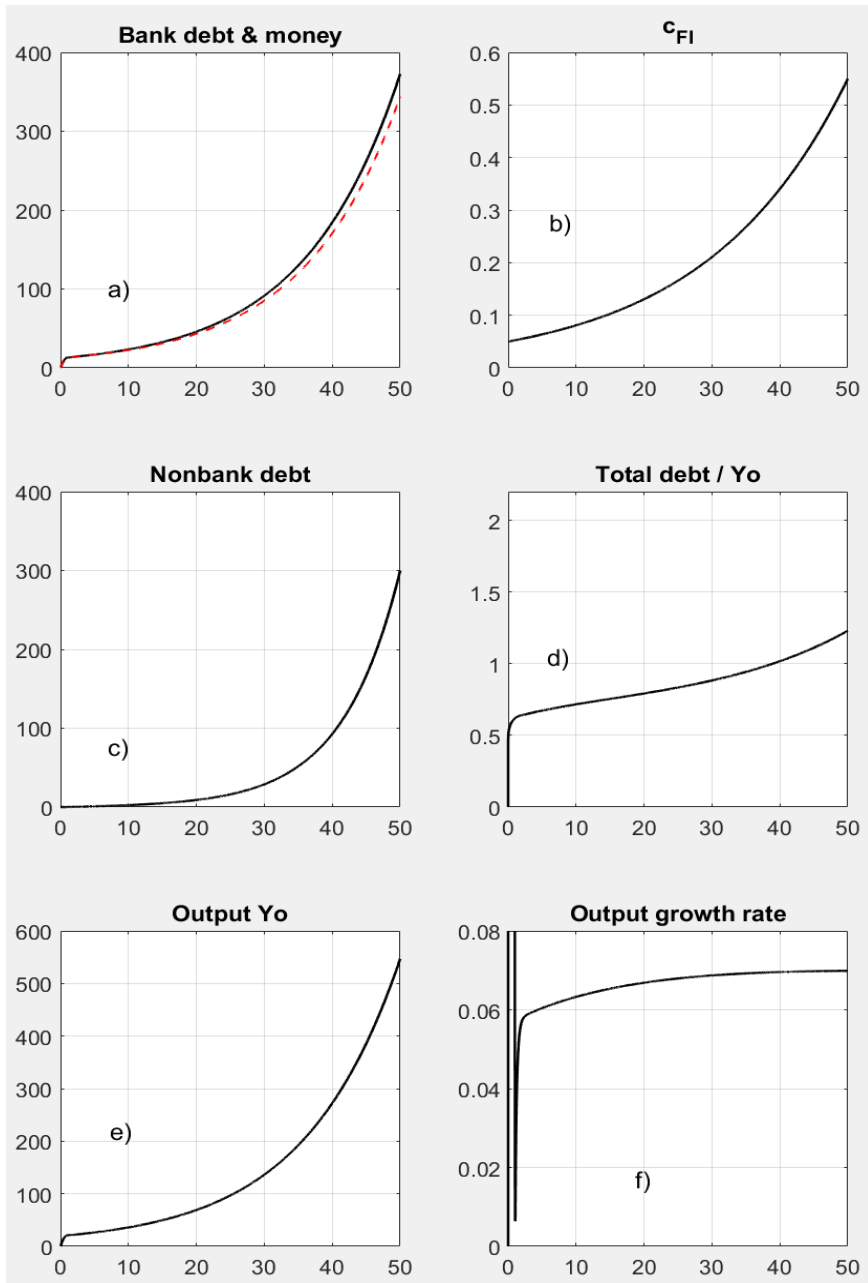 Bank debt & money
400
300
200
100
0
a)
0 10 20 30 40 50
c_FI
0.6
0.5
0.4
0.3
0.2
0.1
0
b)
0 10 20 30 40 50
Nonbank debt
400
300
200
100
0
c)
0 10 20 30 40 50
Total debt / Yo
2
1.5
1
0.5
0
d)
0 10 20 30 40 50
Output Yo
600
500
400
300
200
100
0
e)
0 10 20 30 40 50
Output growth rate
0.08
0.06
0.04
0.02
0
f)
0 10 20 30 40 50